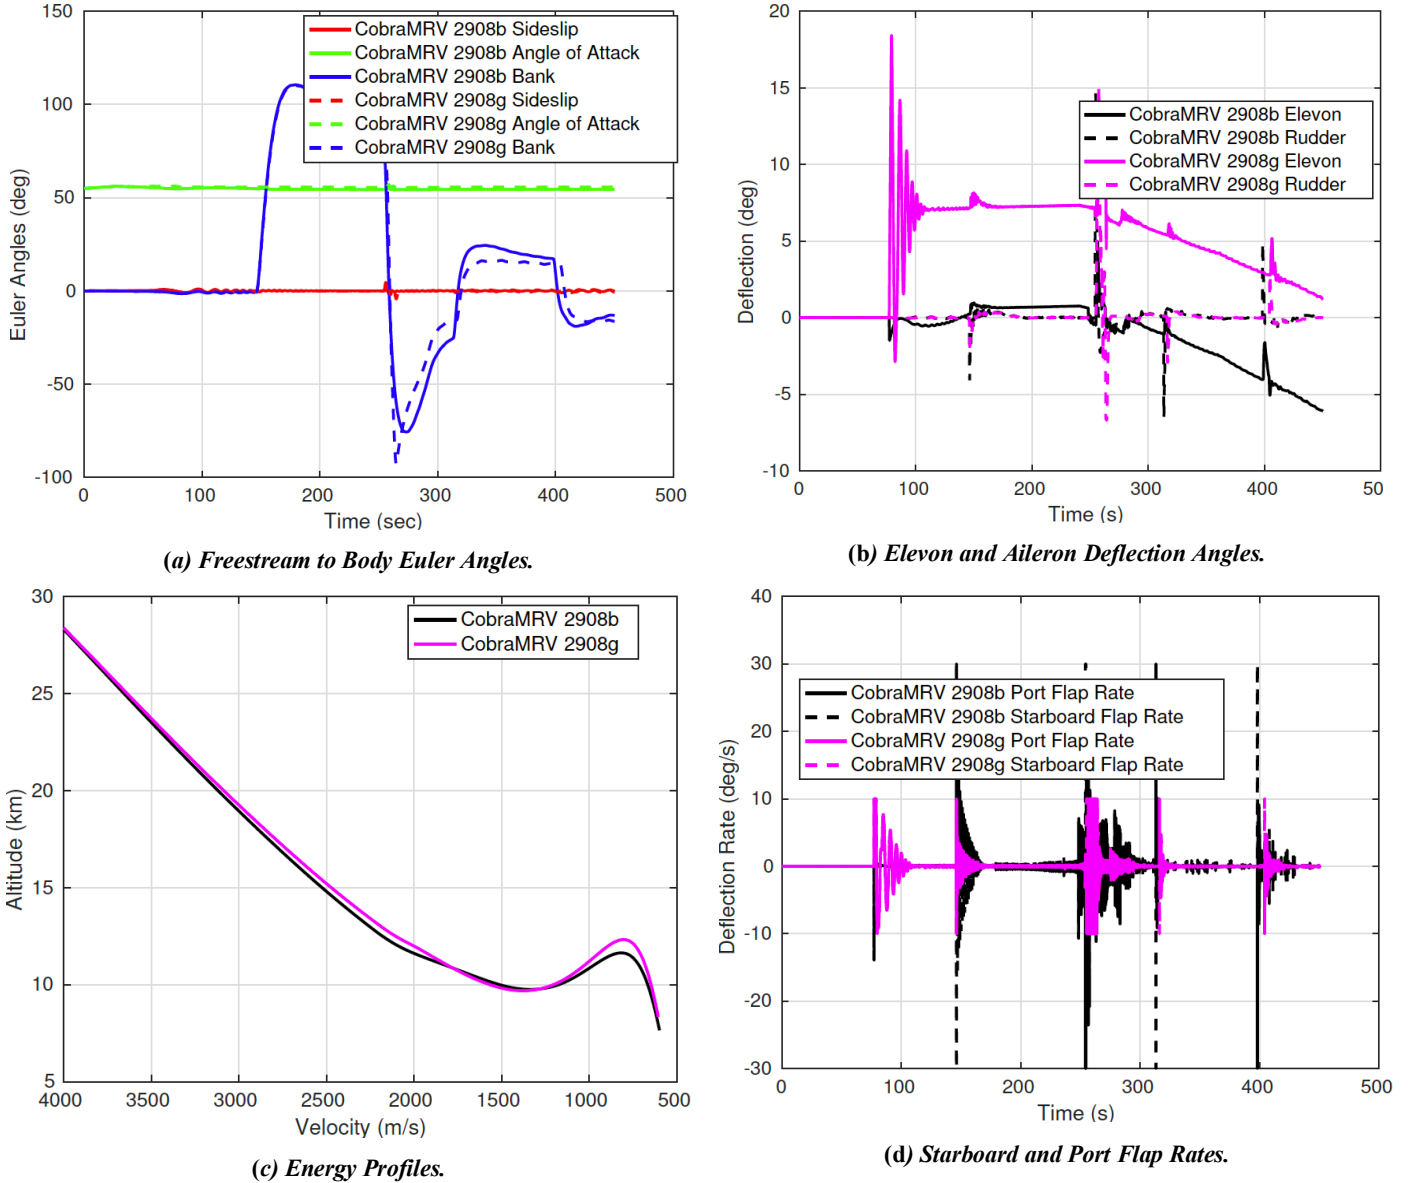 150
100
50
0
-50
-100
0
100
200
300
400
500
Euler Angles (deg)
Time (sec)
CobraMRV 2908b Sideslip
CobraMRV 2908b Angle of Attack
CobraMRV 2908b Bank
CobraMRV 2908g Sideslip
CobraMRV 2908g Angle of Attack
CobraMRV 2908g Bank
(a) Freestream to Body Euler Angles.
20
15
10
5
0
-5
-10
0
100
200
300
400
50
Deflection (deg)
Time (s)
CobraMRV 2908b Elevon
CobraMRV 2908b Rudder
CobraMRV 2908g Elevon
CobraMRV 2908g Rudder
(b) Elevon and Aileron Deflection Angles.
30
25
20
15
10
5
4000
3500
3000
2500
2000
1500
1000
500
Altitude (km)
Velocity (m/s)
CobraMRV 2908b
CobraMRV 2908g
(c) Energy Profiles.
40
30
20
10
0
-10
-20
-30
0
100
200
300
400
500
Deflection Rate (deg/s)
Time (s)
CobraMRV 2908b Port Flap Rate
CobraMRV 2908b Starboard Flap Rate
CobraMRV 2908g Port Flap Rate
CobraMRV 2908g Starboard Flap Rate
(d) Starboard and Port Flap Rates.